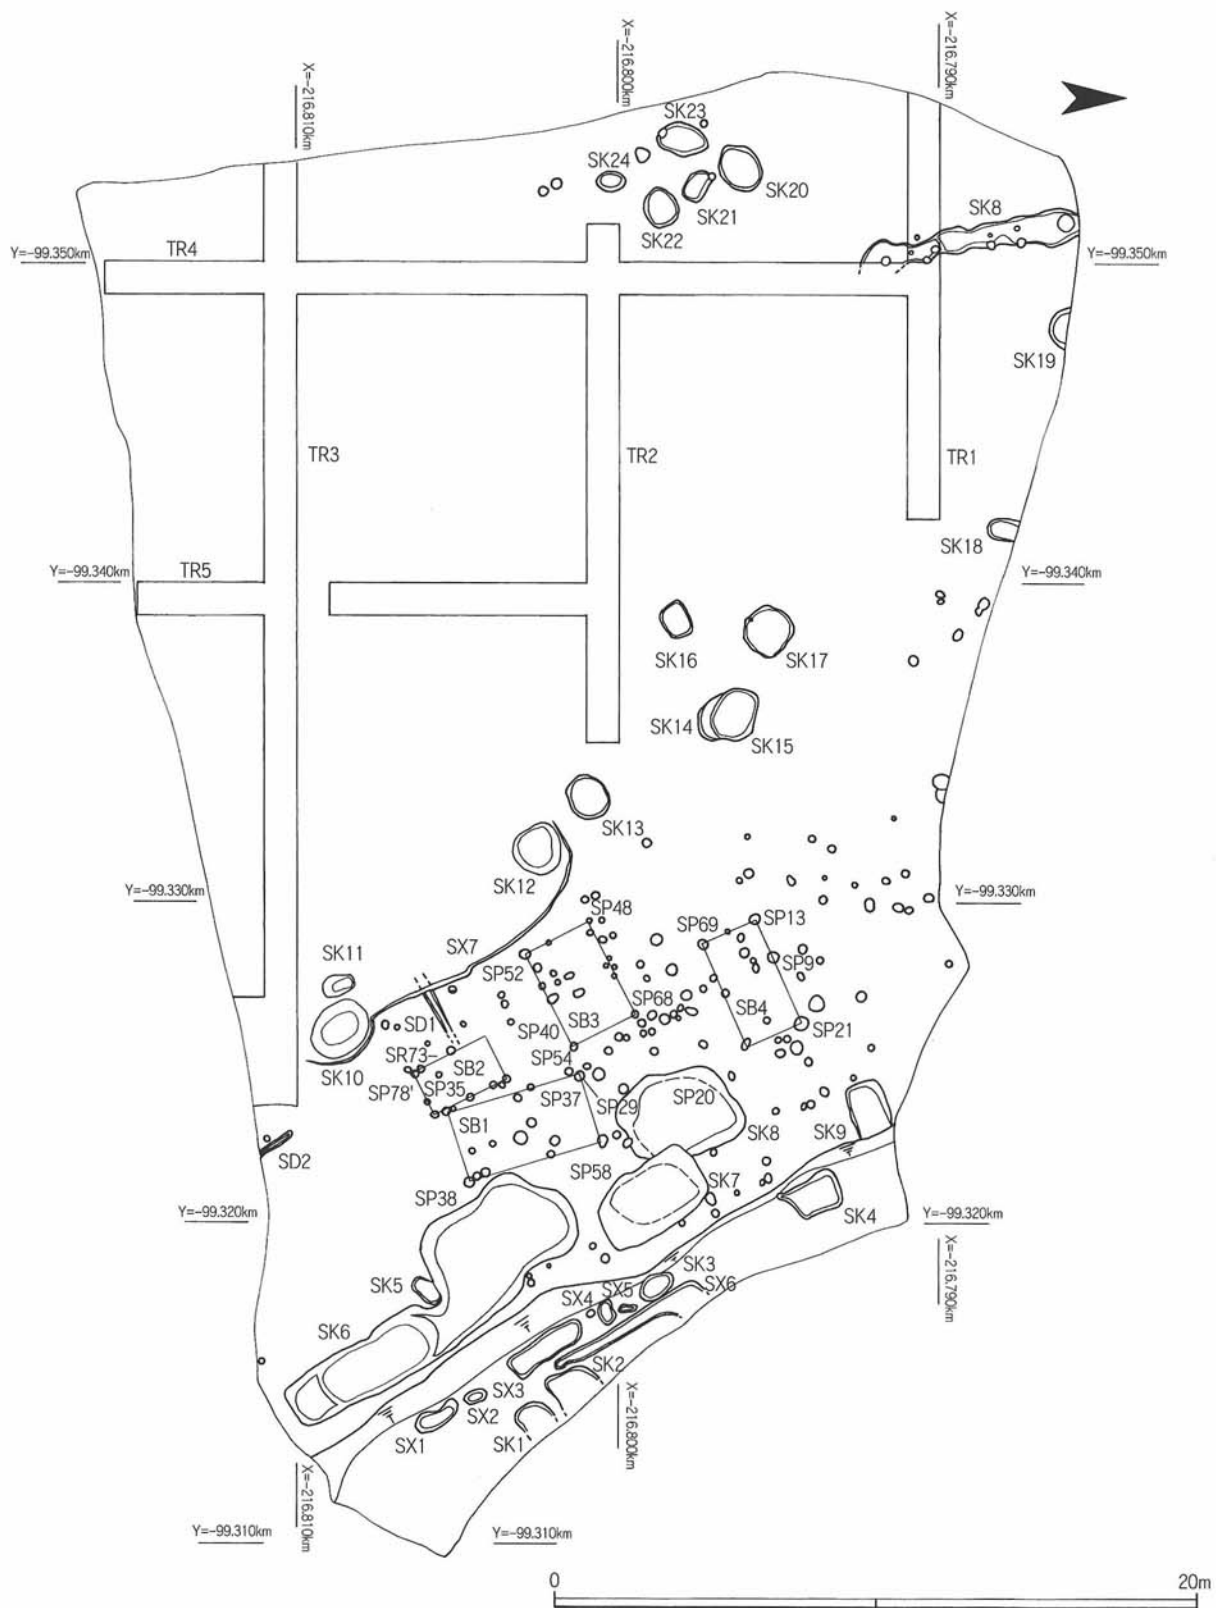 X=-216.790km
X=-216.800km
X=-216.810km
SK23
SK24
SK20
SK21
SK22
SK8
Y=-99.350km
TR4
Y=-99.350km
SK19
TR3
TR2
TR1
SK18
Y=-99.340km
TR5
Y=-99.340km
SK16
SK17
SK14
SK15
SK13
SK12
Y=-99.330km
Y=-99.330km
SP48
SP69
SP13
SK11
SX7
SP52
SP9
SP68
SB4
SD1
SP40
SB3
SP21
SR73
SB2
SP54
SK10
SP78'
SP35
SP37
SP29
SP20
SB1
SK8
SK9
SD2
SP58
SP38
SK7
Y=-99.320km
SK4
Y=-99.320km
SK3
SK5
SX5
SX6
SX4
X=-216.790km
SK6
SK2
SX3
SX2
SX1
SK1
X=-216.800km
X=-216.810km
Y=-99.310km
Y=-99.310km
0
20m